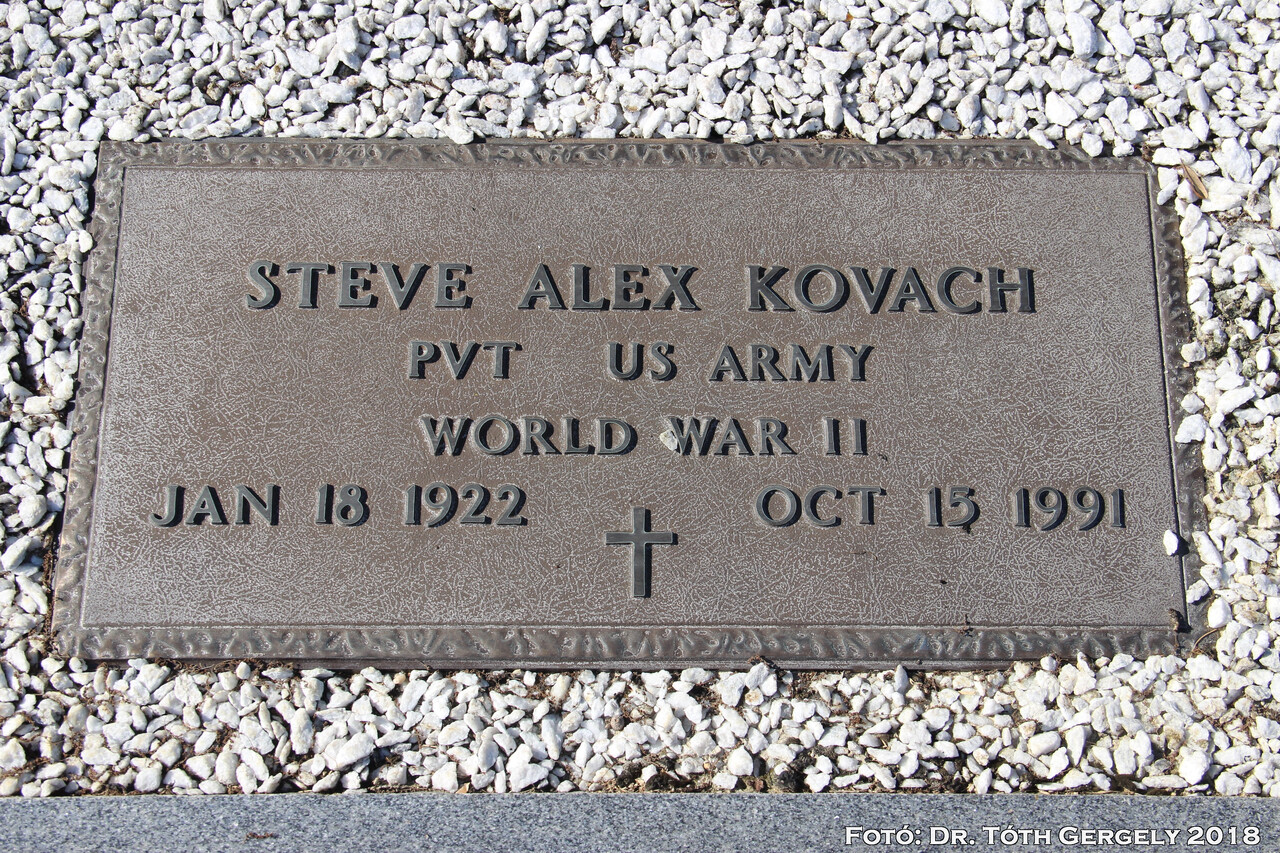 STEVE ALEX KOVACH
PVT US ARMY
WORLD WAR II
JAN 18 1922 OCT 15 1991
FOTÓ: DR. TÓTH GERGELY 2018